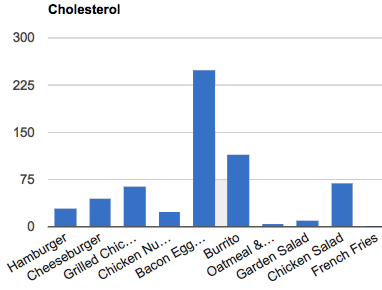 Cholesterol
300
225
150
75
0
Hamburger
Cheeseburger
Grilled Chic...
Chicken Nu...
Bacon Egg...
Burrito
Oatmeal &...
Garden Salad
Chicken Salad
French Fries